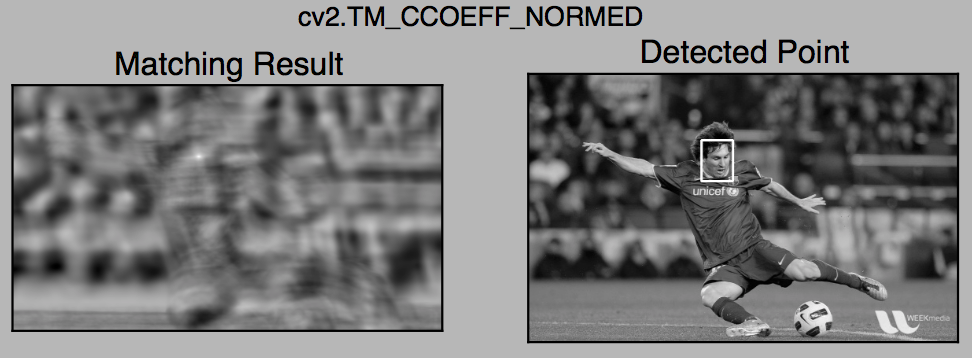 cv2.TM_CCOEFF_NORMED
Matching Result
Detected Point
unicef
WEEKmedia